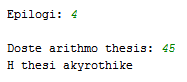 Epilogi: 4
Doste arithmo thesis: 45
H thesi akyrothike